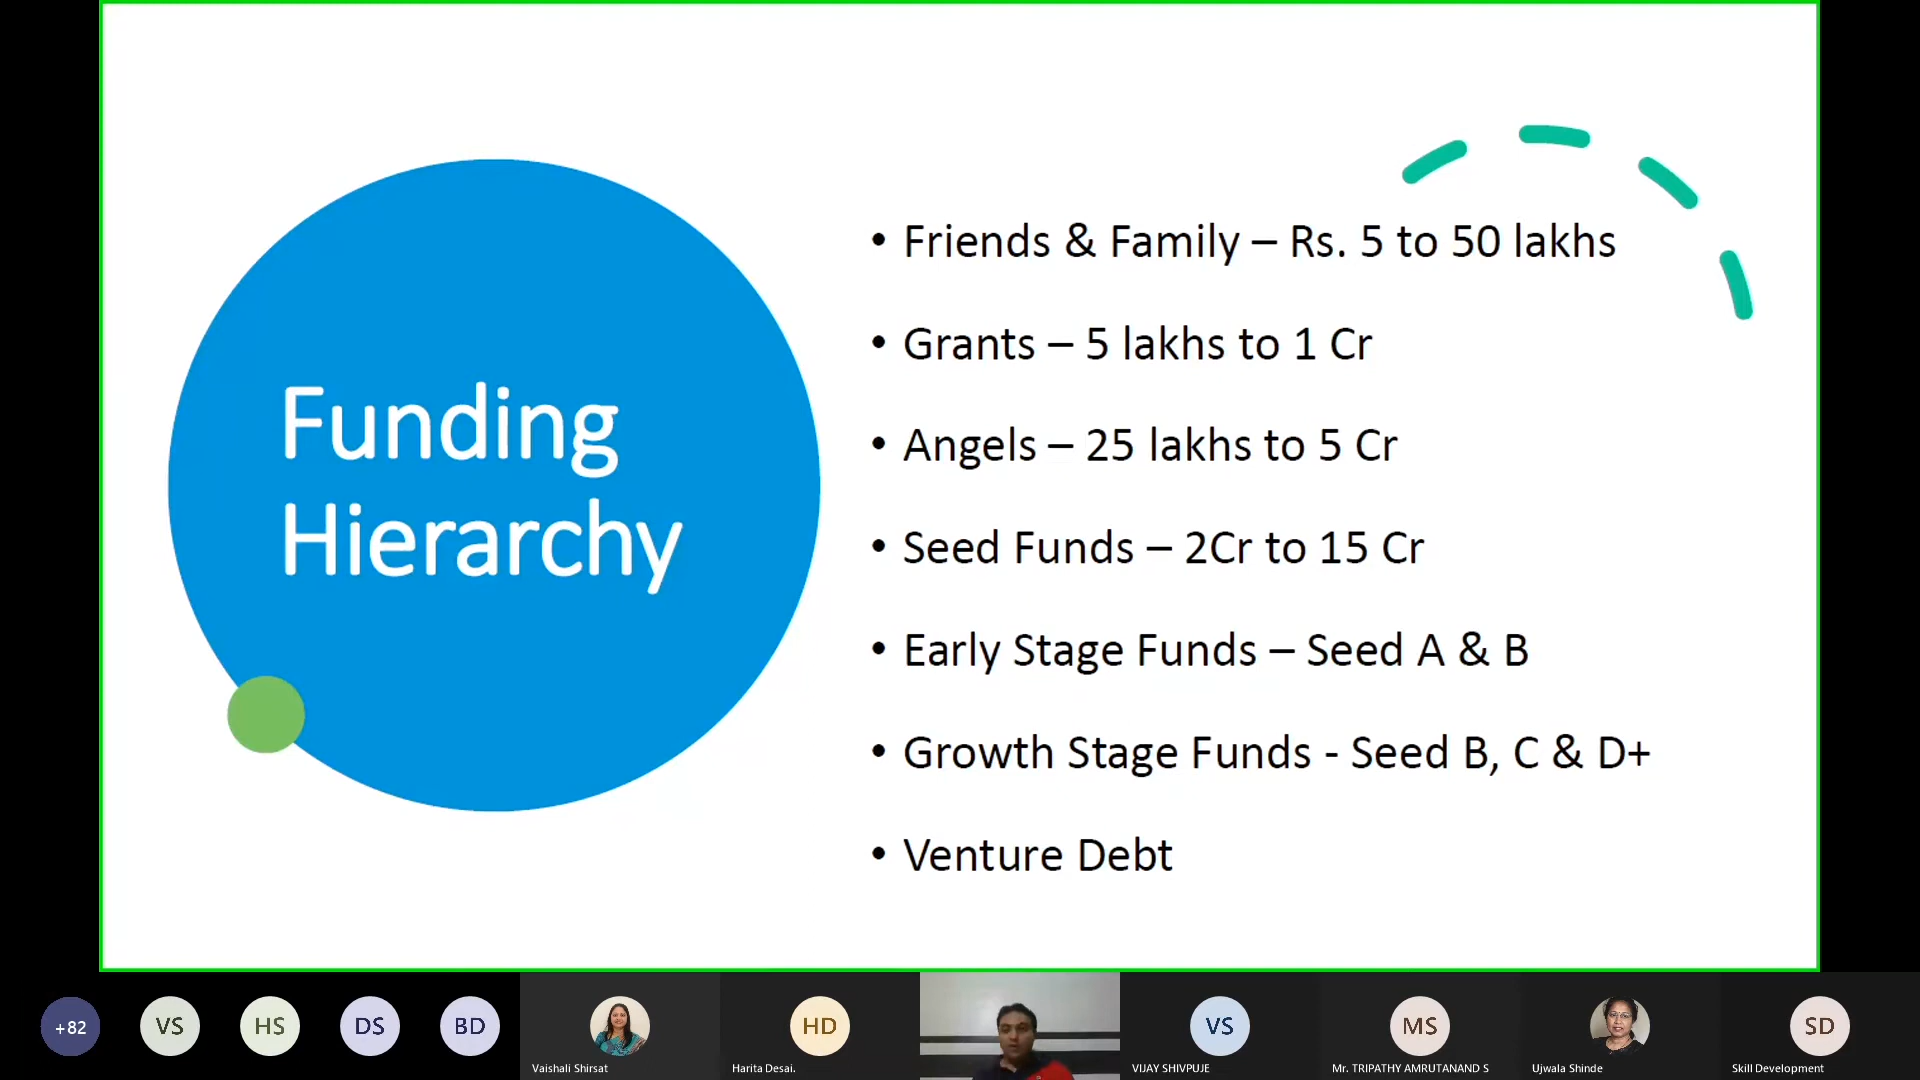 Funding
Hierarchy
• Friends & Family – Rs. 5 to 50 lakhs
• Grants – 5 lakhs to 1 Cr
• Angels – 25 lakhs to 5 Cr
• Seed Funds – 2Cr to 15 Cr
• Early Stage Funds – Seed A & B
• Growth Stage Funds - Seed B, C & D+
• Venture Debt
+82
VS
HS
DS
BD
Vaishali Shirsat
HD
Harita Desai.
VS
VIJAY SHIVPUJE
MS
Mr. TRIPATHY AMRUTANAND S
Ujwala Shinde
SD
Skill Development